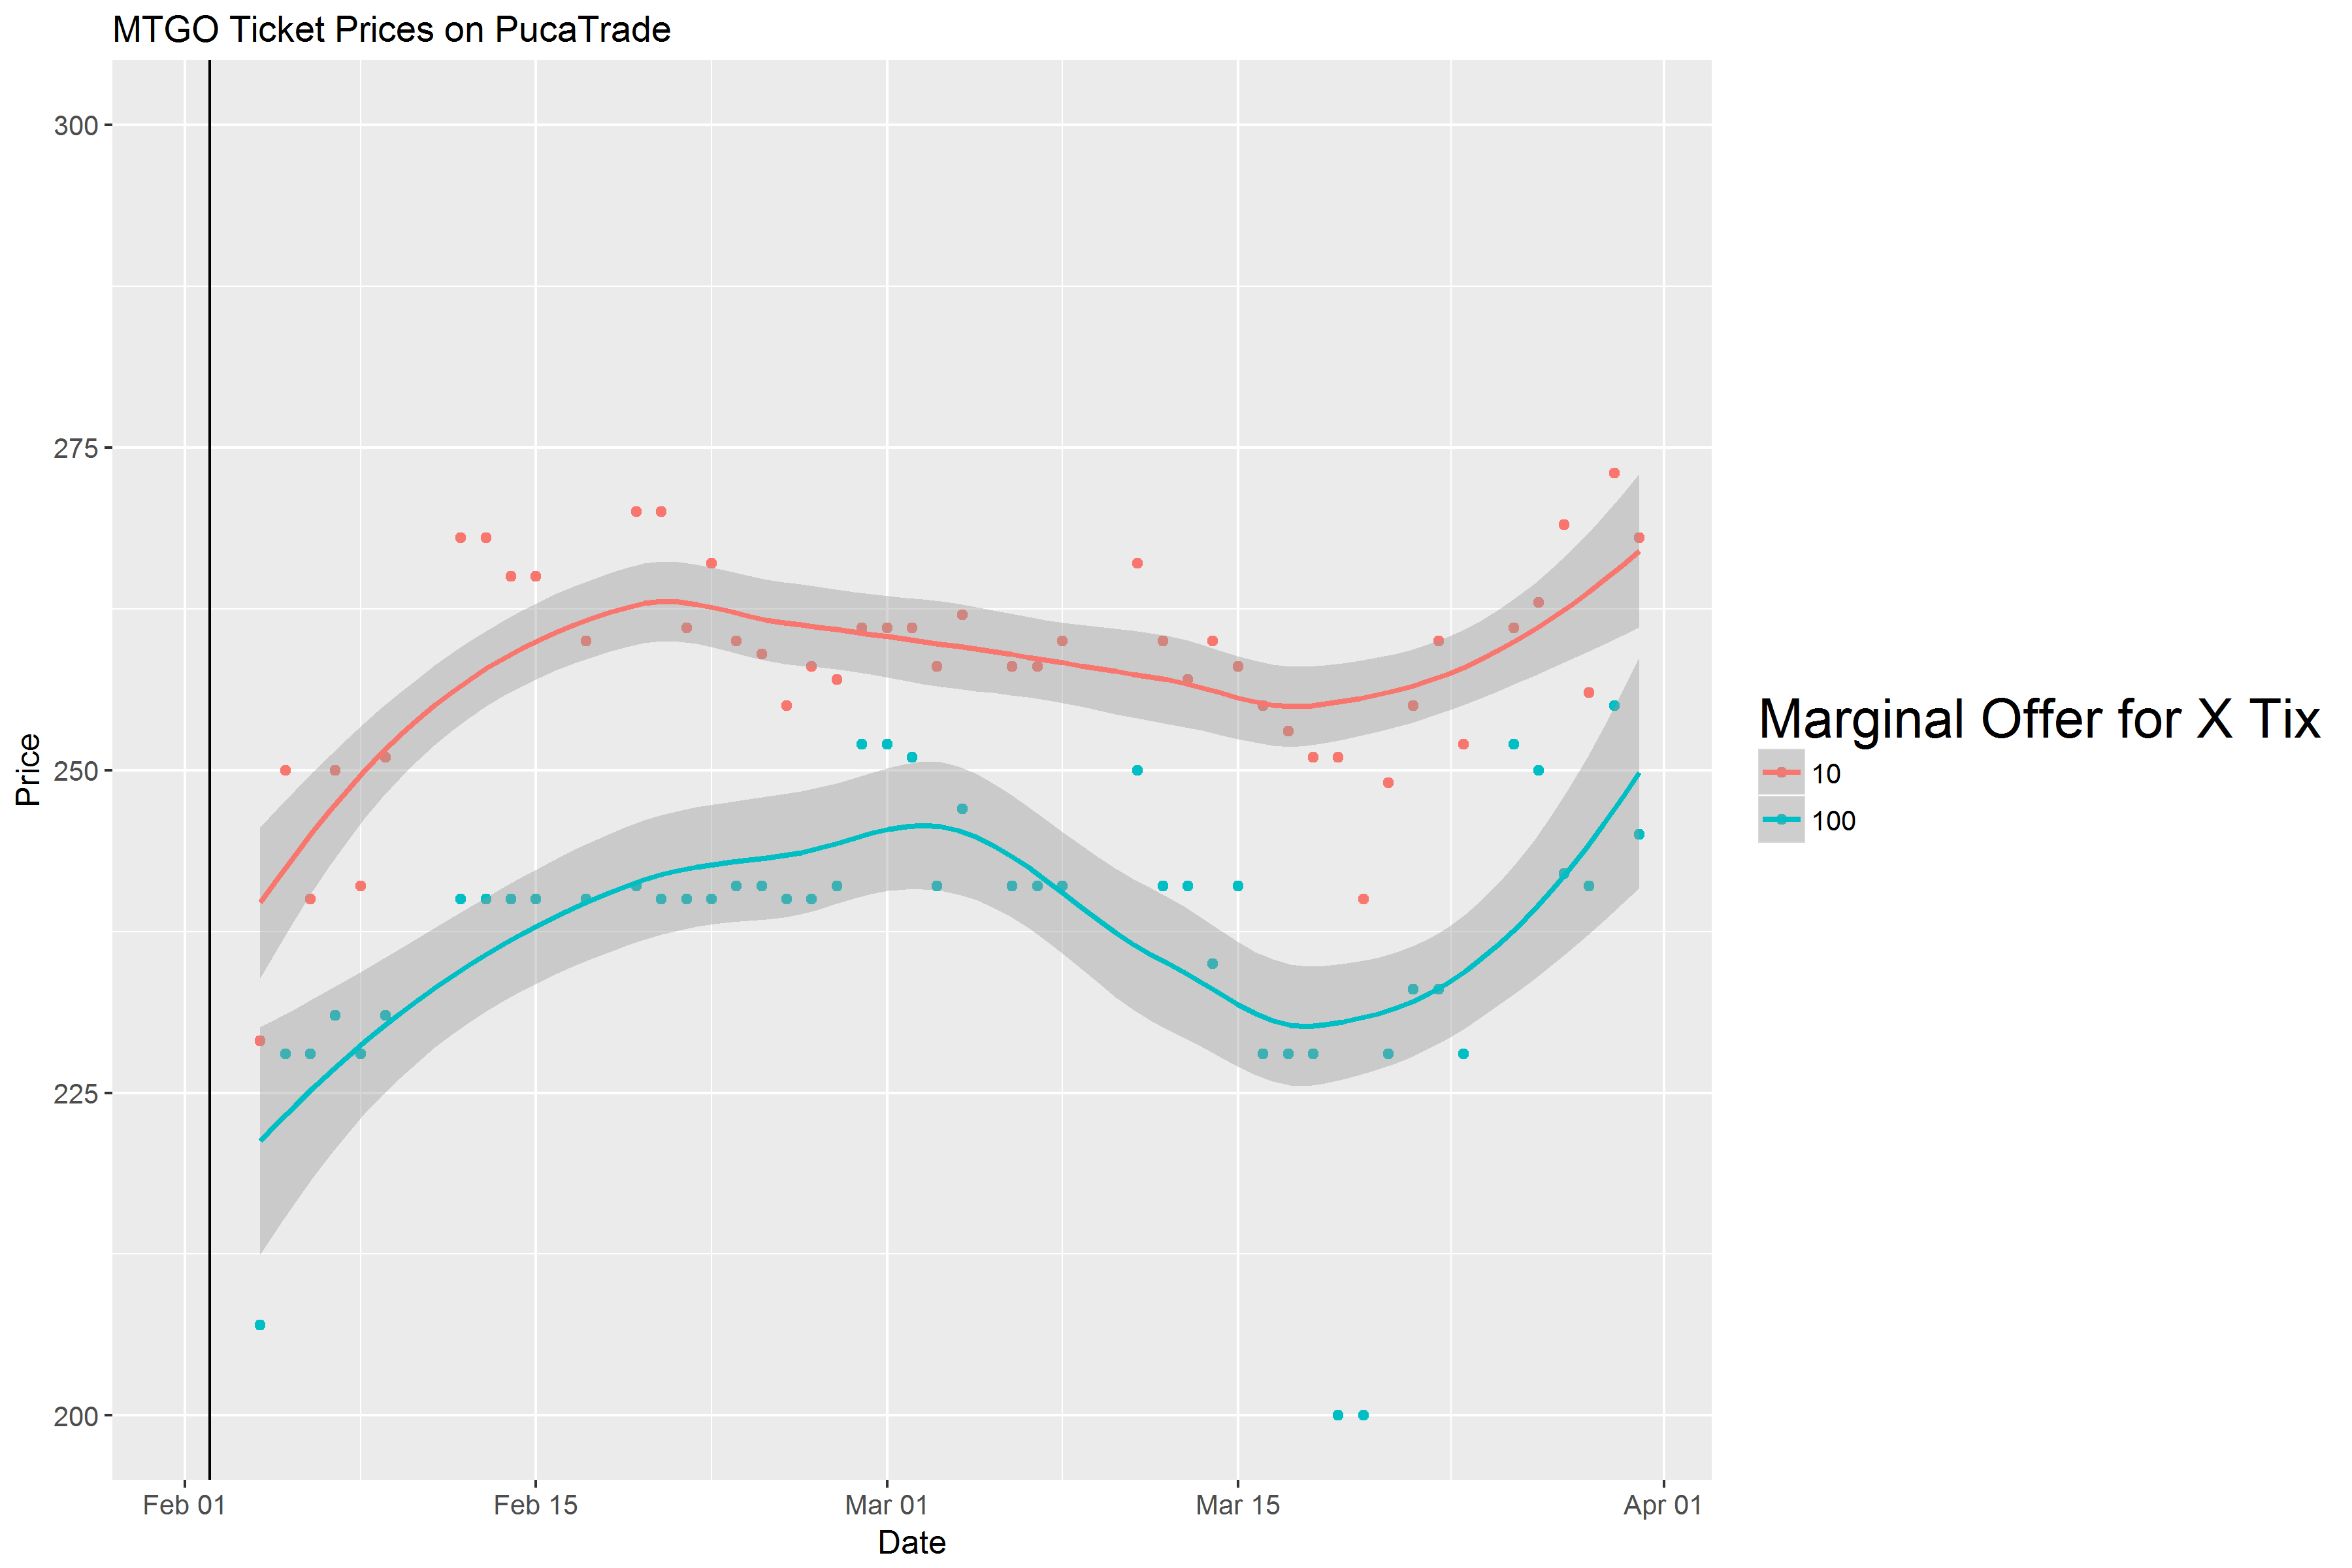 MTGO Ticket Prices on PucaTrade
300
275
250
225
200
Price
Feb 01
Feb 15
Mar 01
Mar 15
Apr 01
Date
Marginal Offer for X Tix
10
100